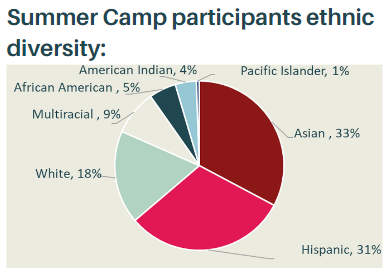 Summer Camp participants ethnic
diversity:
American Indian, 4%
Pacific Islander, 1%
African American , 5%
Multiracial , 9%
Asian , 33%
White, 18%
Hispanic, 31%